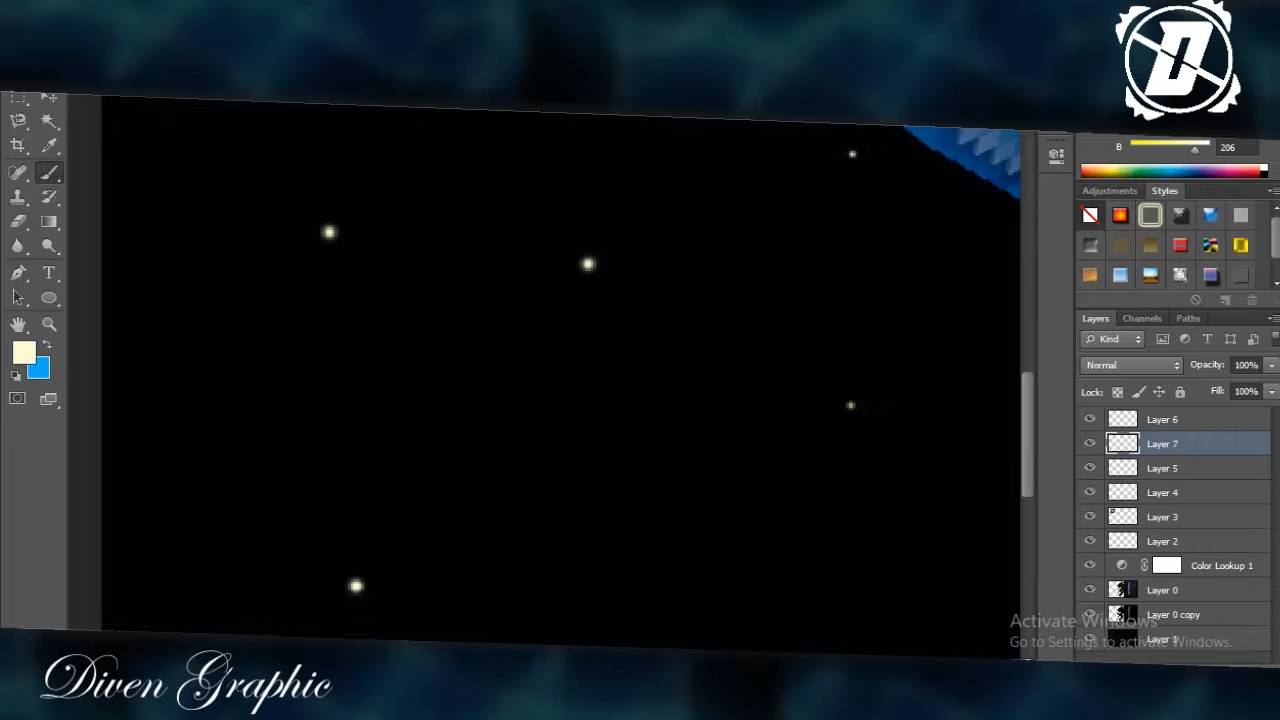 D
B 206
Adjustments Styles
Layers Channels Paths
Kind
Normal Opacity: 100%
Lock: Fill: 100%
Layer 6
Layer 7
Layer 5
Layer 4
Layer 3
Layer 2
Color Lookup 1
Layer 0
Layer 0 copy
Layer 1
Activate Windows
Go to Settings to activate Windows.
Diven Graphic